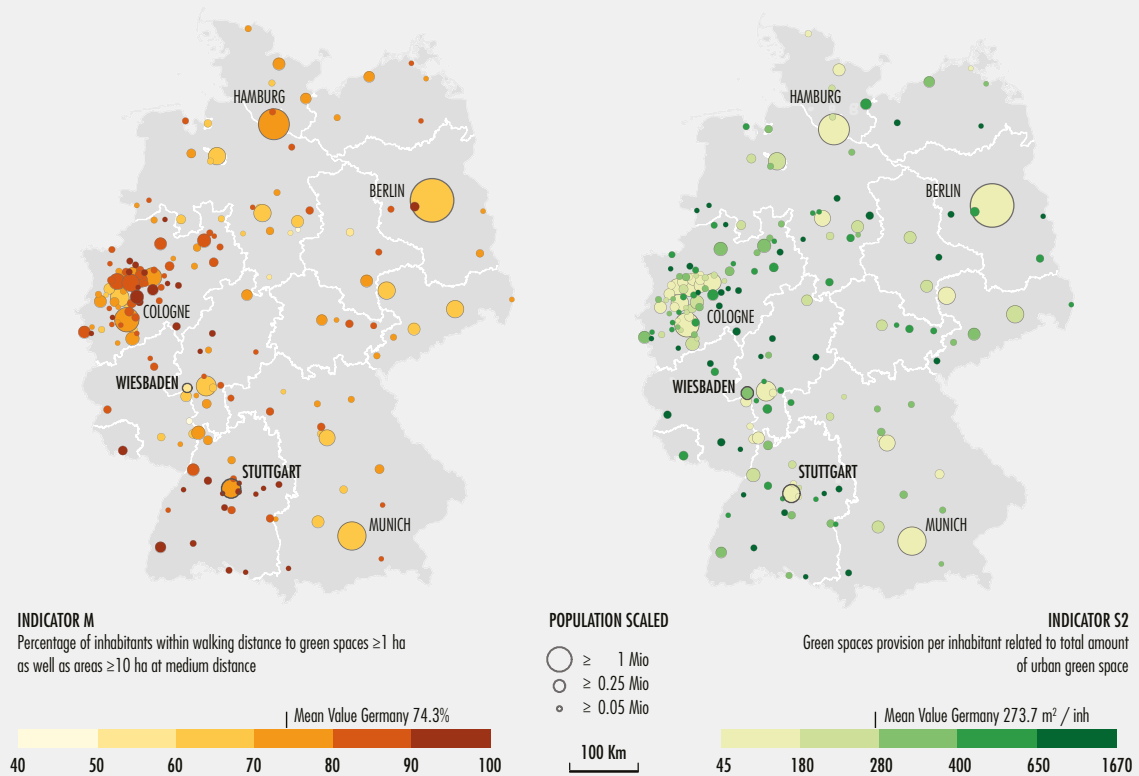 HAMBURG
BERLIN
COLOGNE
WIESBADEN
STUTTGART
MUNICH
HAMBURG
BERLIN
COLOGNE
WIESBADEN
STUTTGART
MUNICH
INDICATOR M
Percentage of inhabitants within walking distance to green spaces ≥1 ha
as well as areas ≥10 ha at medium distance
Mean Value Germany 74.3%
40 50 60 70 80 90 100
POPULATION SCALED
≥ 1 Mio
≥ 0.25 Mio
≥ 0.05 Mio
100 Km
INDICATOR S2
Green spaces provision per inhabitant related to total amount
of urban green space
Mean Value Germany 273.7 m² / inh
45 180 280 400 650 1670